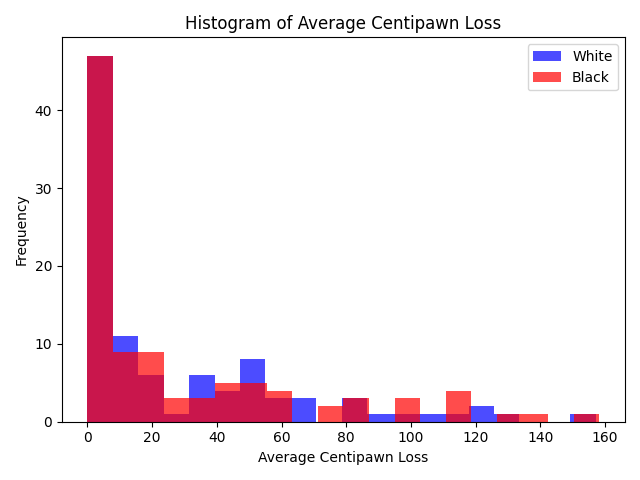 Histogram of Average Centipawn Loss
White
Black
Frequency
40
30
20
10
0
0 20 40 60 80 100 120 140 160
Average Centipawn Loss